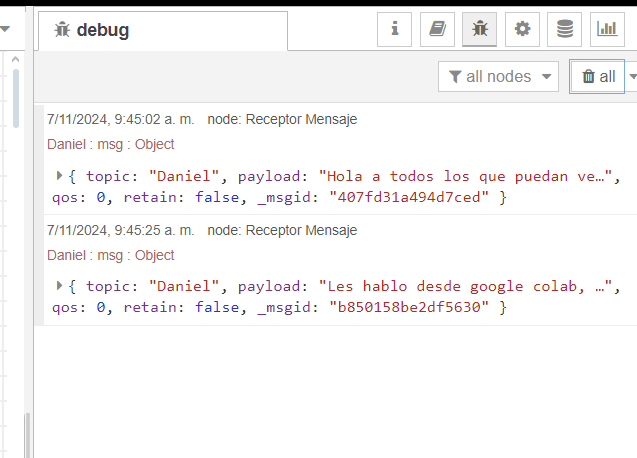 debug
all nodes
all
7/11/2024, 9:45:02 a. m. node: Receptor Mensaje
Daniel : msg : Object
{ topic: "Daniel", payload: "Hola a todos los que puedan ve…",
qos: 0, retain: false, _msgid: "407fd31a494d7ced" }
7/11/2024, 9:45:25 a. m. node: Receptor Mensaje
Daniel : msg : Object
{ topic: "Daniel", payload: "Les hablo desde google colab, …",
qos: 0, retain: false, _msgid: "b850158be2df5630" }